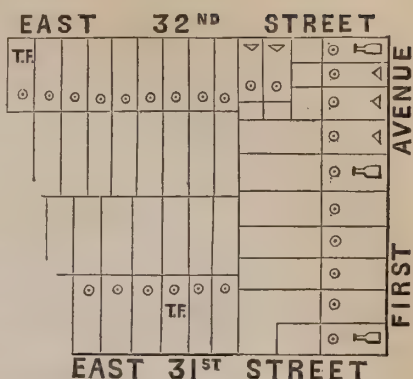 EAST 32ND STREET
T.F.
AVENUE
FIRST
T.F.
EAST 31ST STREET